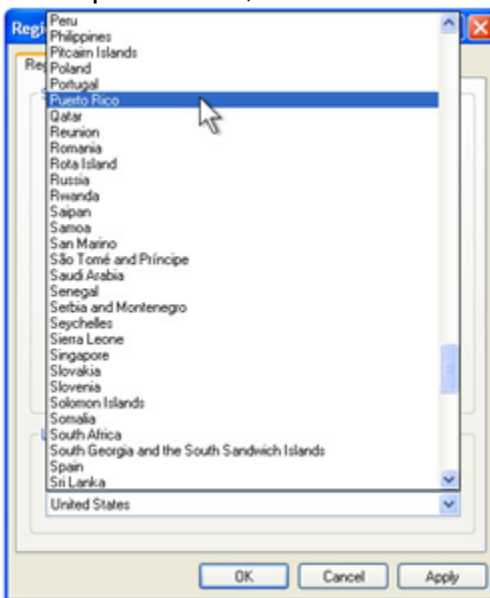 Regi
Peru
Philippines
Pitcairn Islands
Poland
Portugal
Puerto Rico
Qatar
Reunion
Romania
Rota Island
Russia
Rwanda
Saipan
Samoa
San Marino
São Tomé and Príncipe
Saudi Arabia
Senegal
Serbia and Montenegro
Seychelles
Sierra Leone
Singapore
Slovakia
Slovenia
Solomon Islands
Somalia
South Africa
South Georgia and the South Sandwich Islands
Spain
Sri Lanka
United States
OK Cancel Apply